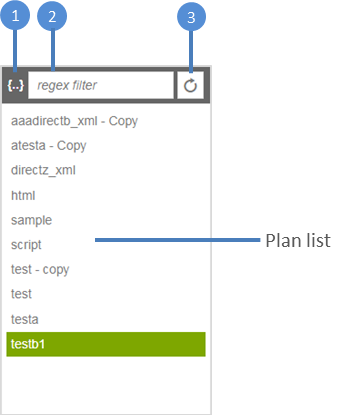 1 2 3
{..} regex filter
aaadirectb_xml - Copy
atesta - Copy
directz_xml
html
sample
script
Plan list
test - copy
test
testa
testb1